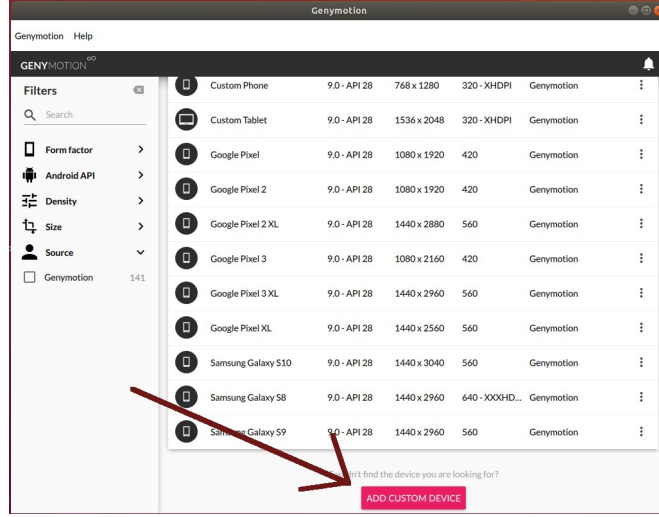 Genymotion
Genymotion Help
GENYMOTION
Filters
Search
Form factor
Android API
Density
Size
Source
Genymotion 141
Custom Phone 9.0 - API 28 768 x 1280 320 - XHDPI Genymotion
Custom Tablet 9.0 - API 28 1536 x 2048 320 - XHDPI Genymotion
Google Pixel 9.0 - API 28 1080 x 1920 420 Genymotion
Google Pixel 2 9.0 - API 28 1080 x 1920 420 Genymotion
Google Pixel 2 XL 9.0 - API 28 1440 x 2880 560 Genymotion
Google Pixel 3 9.0 - API 28 1080 x 2160 420 Genymotion
Google Pixel 3 XL 9.0 - API 28 1440 x 2960 560 Genymotion
Google Pixel XL 9.0 - API 28 1440 x 2560 560 Genymotion
Samsung Galaxy S10 9.0 - API 28 1440 x 3040 560 Genymotion
Samsung Galaxy S8 9.0 - API 28 1440 x 2960 640 - XXXHD... Genymotion
Samsung Galaxy S9 9.0 - API 28 1440 x 2960 560 Genymotion
Couldn't find the device you are looking for?
ADD CUSTOM DEVICE